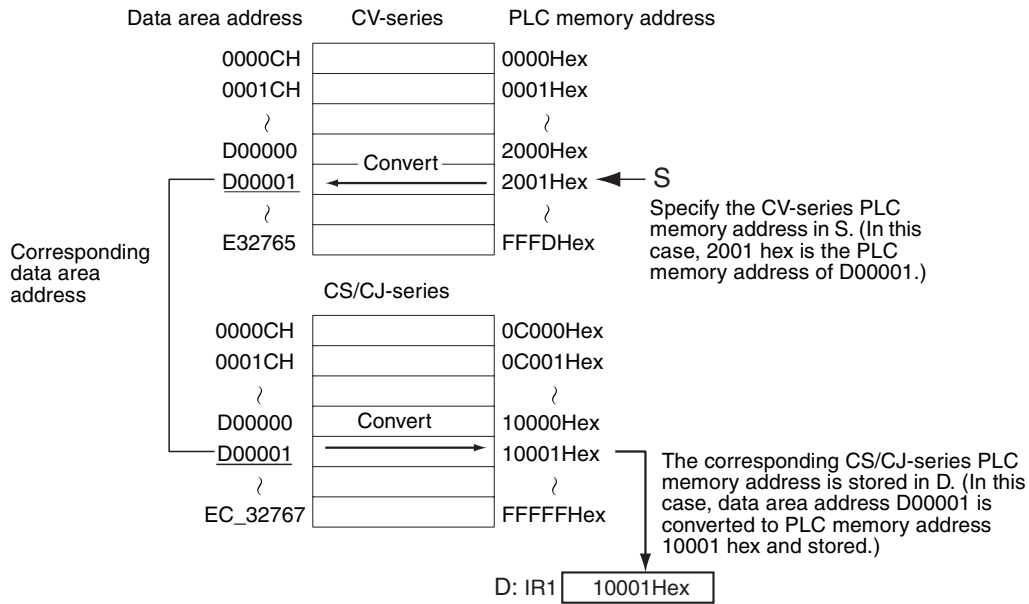 Data area address CV-series PLC memory address
0000CH 0000Hex
0001CH 0001Hex
~ ~
D00000 2000Hex
Convert
D00001 2001Hex S
Specify the CV-series PLC
memory address in S. (In this
case, 2001 hex is the PLC
memory address of D00001.)
~ ~
E32765 FFFDHex
Corresponding
data area
address
CS/CJ-series
0000CH 0C000Hex
0001CH 0C001Hex
~ ~
D00000 Convert 10000Hex
D00001 10001Hex
The corresponding CS/CJ-series PLC
memory address is stored in D. (In this
case, data area address D00001 is
converted to PLC memory address
10001 hex and stored.)
~ ~
EC_32767 FFFFFHex
D: IR1 10001Hex